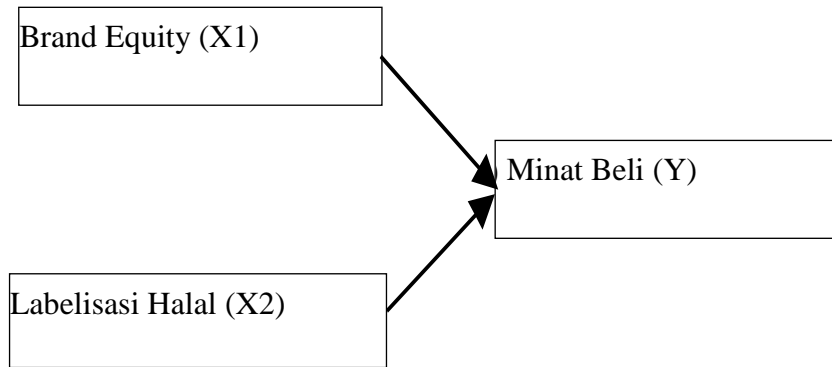 Brand Equity (X1)
Minat Beli (Y)
Labelisasi Halal (X2)